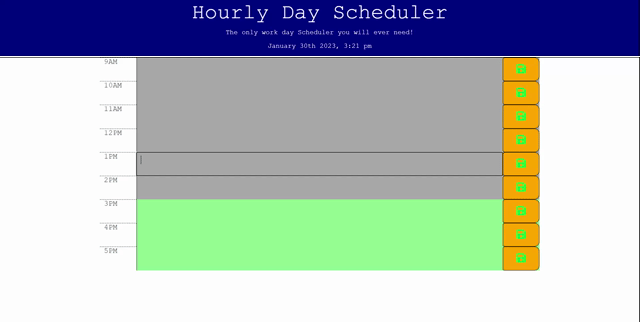 Hourly Day Scheduler
The only work day Scheduler you will ever need!
January 30th 2023, 3:21 pm
9AM
10AM
11AM
12PM
1PM
2PM
3PM
4PM
5PM